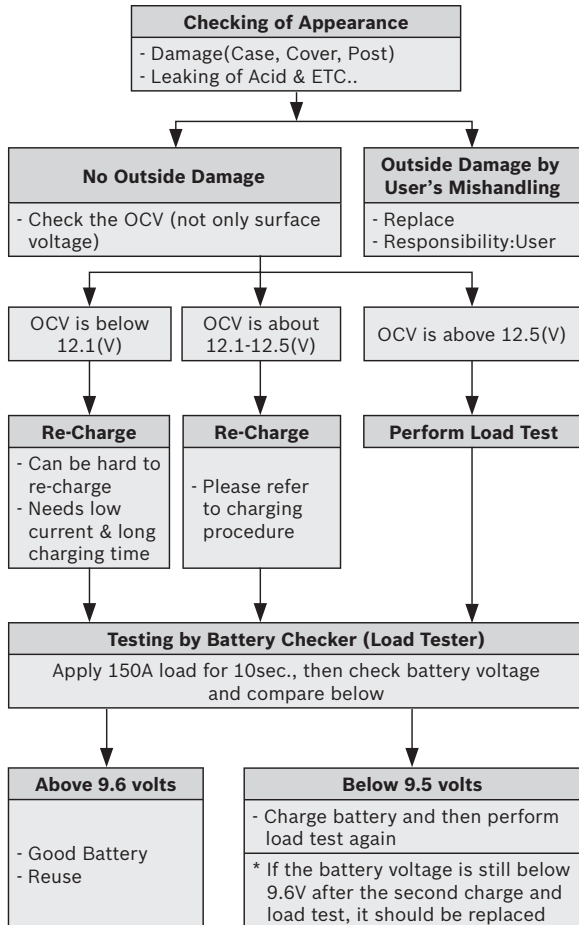 Checking of Appearance
- Damage(Case, Cover, Post)
- Leaking of Acid & ETC..
No Outside Damage
- Check the OCV (not only surface
voltage)
Outside Damage by
User's Mishandling
- Replace
- Responsibility:User
OCV is below
12.1(V)
OCV is about
12.1-12.5(V)
OCV is above 12.5(V)
Re-Charge
- Can be hard to
re-charge
- Needs low
current & long
charging time
Re-Charge
- Please refer
to charging
procedure
Perform Load Test
Testing by Battery Checker (Load Tester)
Apply 150A load for 10sec., then check battery voltage
and compare below
Above 9.6 volts
- Good Battery
- Reuse
Below 9.5 volts
- Charge battery and then perform
load test again
* If the battery voltage is still below
9.6V after the second charge and
load test, it should be replaced